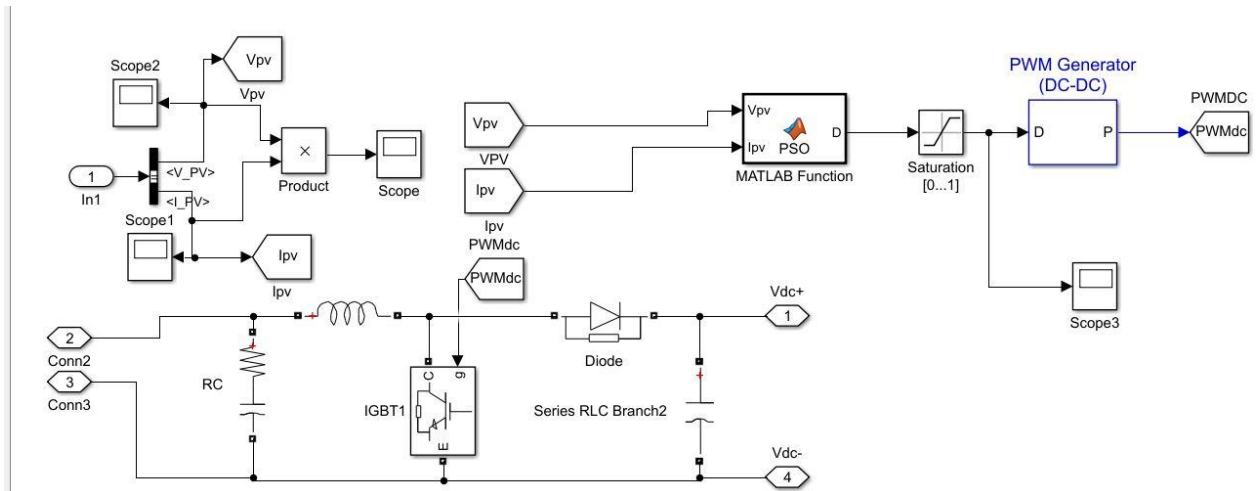 Vpv
Scope2
Vpv
×
Product
Scope
1
In1
<V_PV>
<I_PV>
Scope1
Ipv
Ipv
Vpv
VPV
Ipv
Ipv
Vpv
Ipv
PSO
D
MATLAB Function
Saturation
[0...1]
PWM Generator
(DC-DC)
D
P
PWMDC
PWMdc
Scope3
PWMdc
PWMdc
2
Conn2
3
Conn3
RC
IGBT1
C
g
E
Diode
Series RLC Branch2
Vdc+
1
Vdc-
4